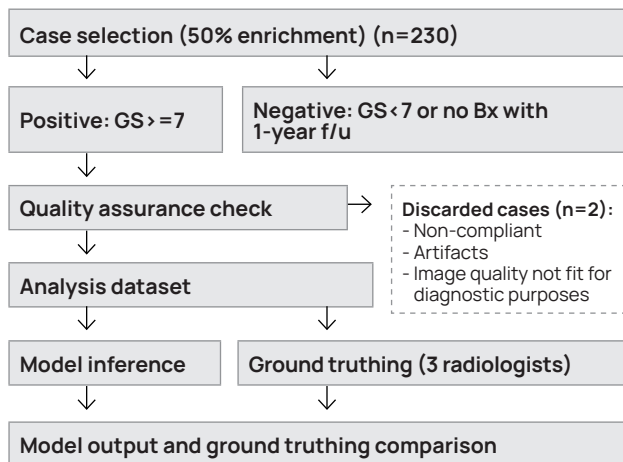 Case selection (50% enrichment) (n=230)
Positive: GS>=7
Negative: GS<7 or no Bx with
1-year f/u
Quality assurance check
Discarded cases (n=2):
- Non-compliant
- Artifacts
- Image quality not fit for
diagnostic purposes
Analysis dataset
Model inference
Ground truthing (3 radiologists)
Model output and ground truthing comparison